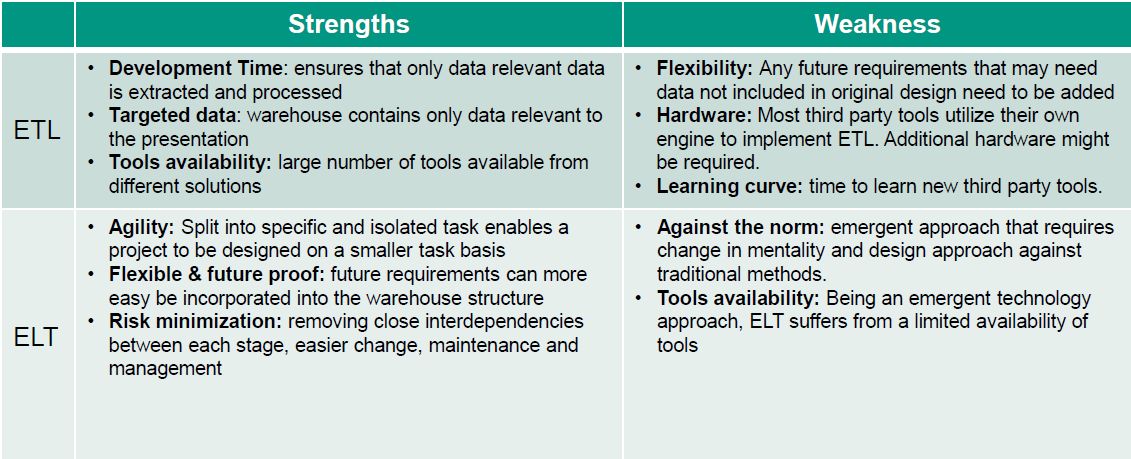 Strengths
Weakness
ETL
• Development Time: ensures that only data relevant data
is extracted and processed
• Targeted data: warehouse contains only data relevant to
the presentation
• Tools availability: large number of tools available from
different solutions
• Flexibility: Any future requirements that may need
data not included in original design need to be added
• Hardware: Most third party tools utilize their own
engine to implement ETL. Additional hardware might
be required.
• Learning curve: time to learn new third party tools.
ELT
• Agility: Split into specific and isolated task enables a
project to be designed on a smaller task basis
• Flexible & future proof: future requirements can more
easy be incorporated into the warehouse structure
• Risk minimization: removing close interdependencies
between each stage, easier change, maintenance and
management
• Against the norm: emergent approach that requires
change in mentality and design approach against
traditional methods.
• Tools availability: Being an emergent technology
approach, ELT suffers from a limited availability of
tools